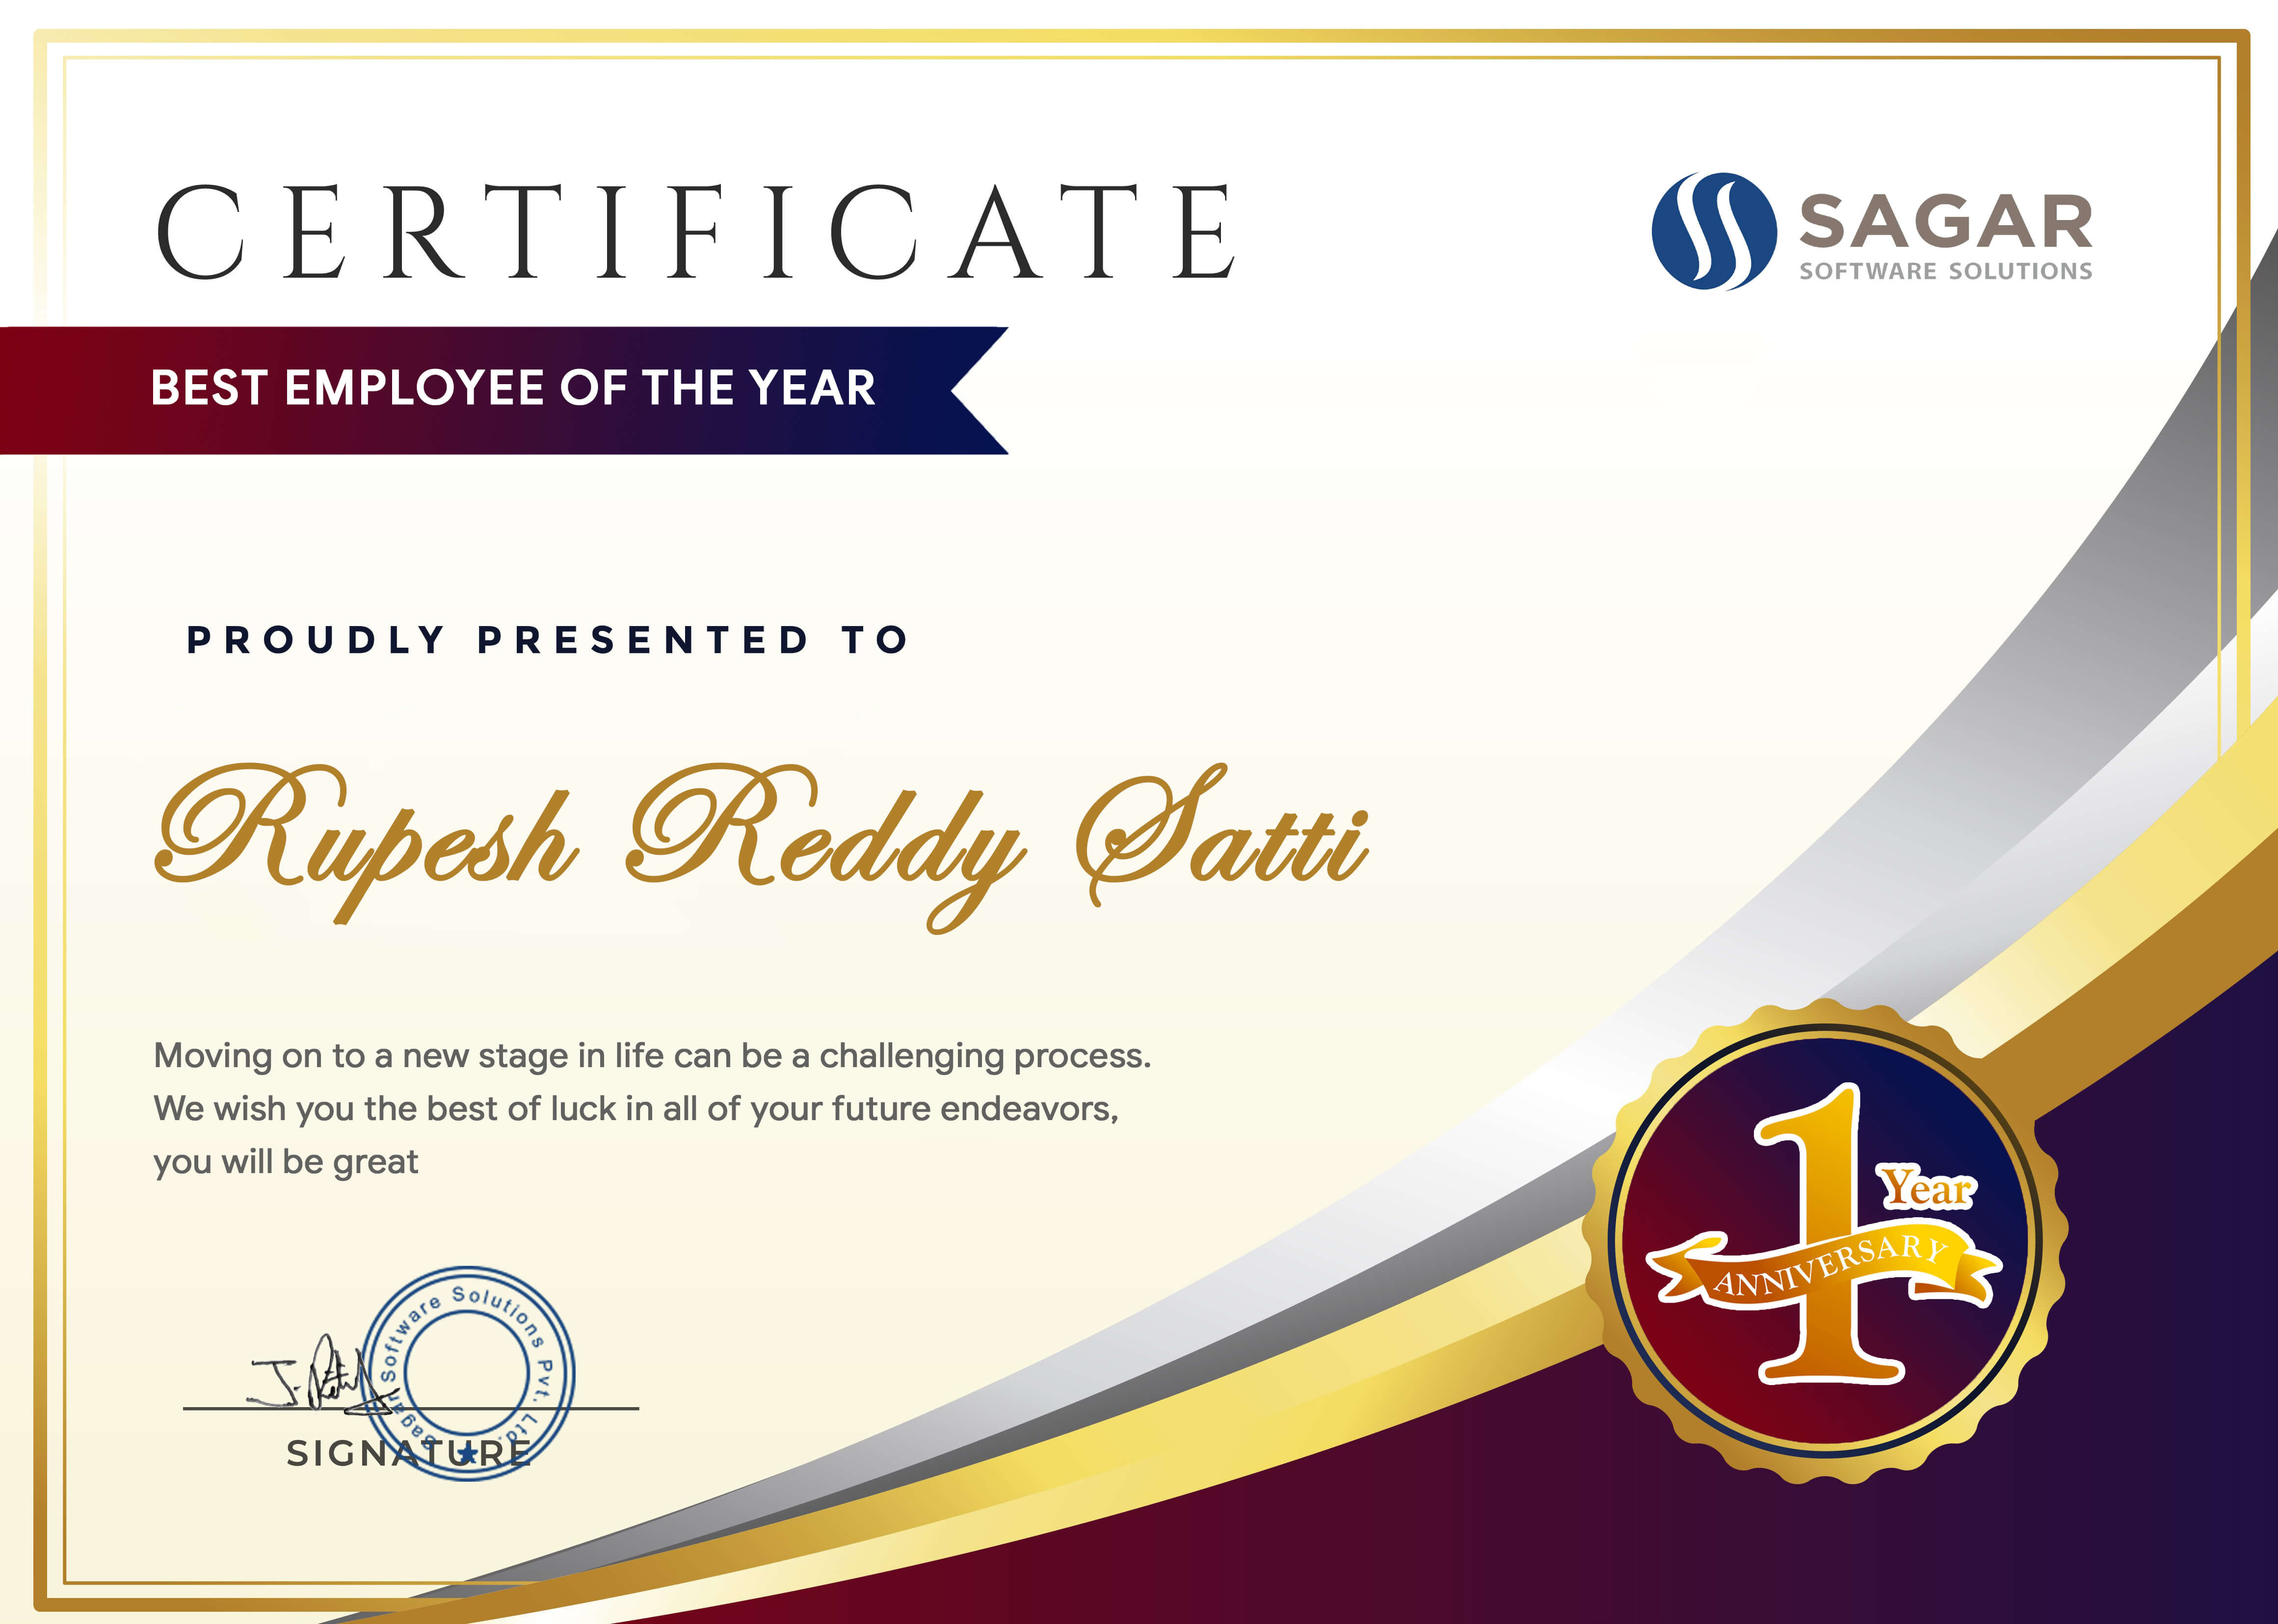 CERTIFICATE
SAGAR
SOFTWARE SOLUTIONS
BEST EMPLOYEE OF THE YEAR
PROUDLY PRESENTED TO
Rupesh Reddy Satti
Moving on to a new stage in life can be a challenging process.
We wish you the best of luck in all of your future endeavors,
you will be great
1
Year
ANNIVERSARY
Sagar Software Solutions Pvt. Ltd.
SIGNATURE